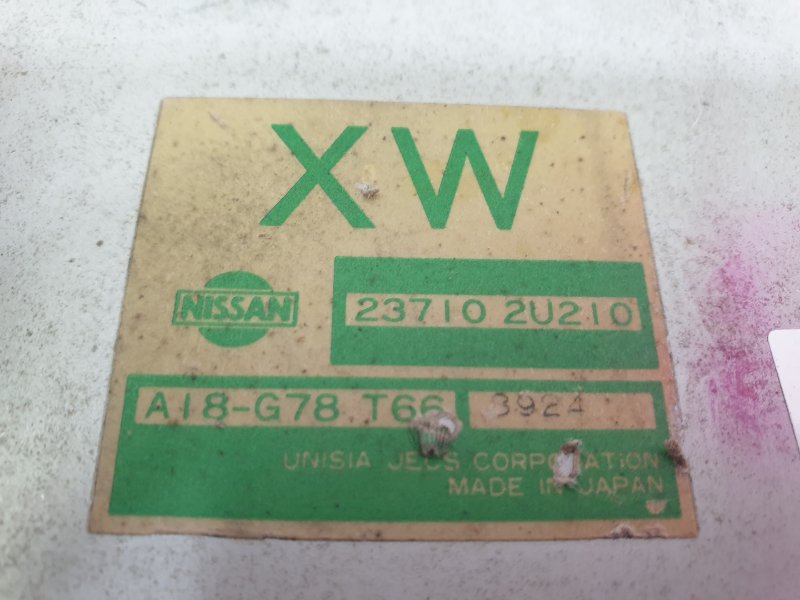 XW
NISSAN
23710 2U210
A18-G78 T66 3924
UNISIA JECS CORPORATION
MADE IN JAPAN